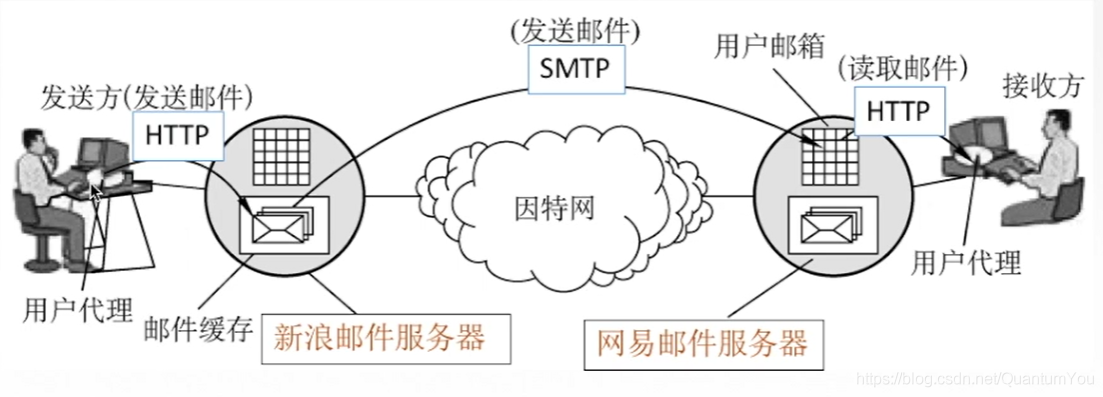 (发送邮件)
SMTP
用户邮箱
(读取邮件)
HTTP
接收方
发送方(发送邮件)
HTTP
因特网
用户代理
用户代理
邮件缓存
新浪邮件服务器
网易邮件服务器
https://blog.csdn.net/QuantumYou